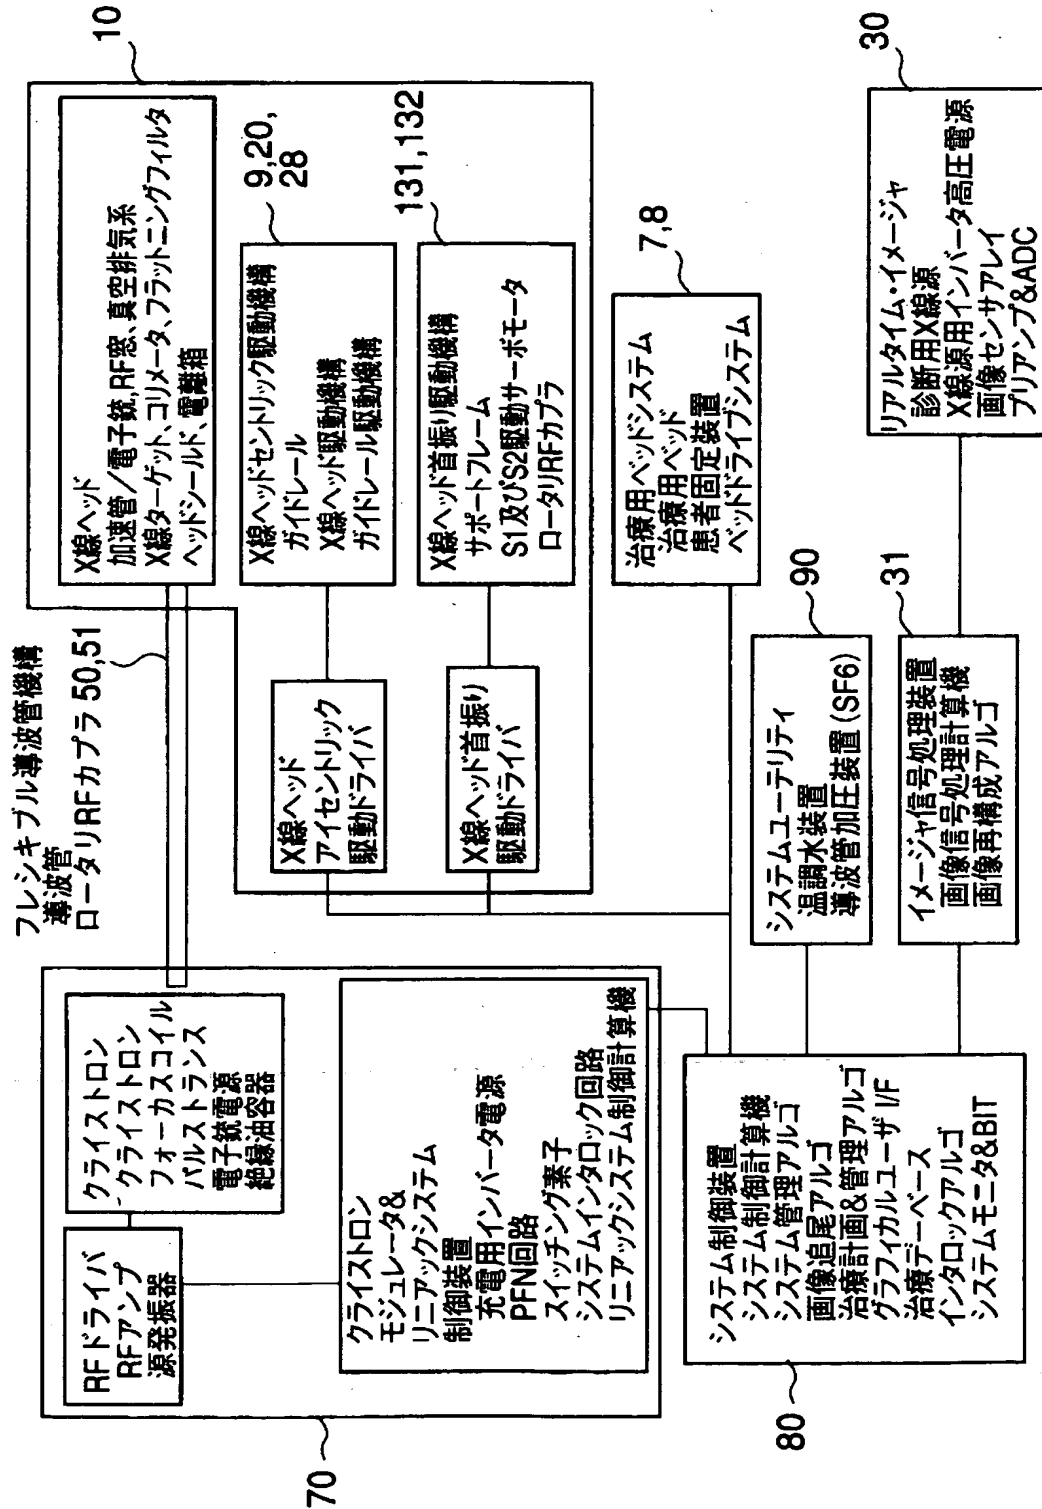 フレシキブル導波管機構
導波管
ロータリRFカプラ 50,51
10
X線ヘッド
加速管／電子銃,RF窓、真空排気系
X線ターゲット、コリメータ、フラットニングフィルタ
ヘッドシールド、電離箱
9,20,
28
X線ヘッドセントリック駆動機構
ガイドレール
X線ヘッド駆動機構
ガイドレール駆動機構
131,132
X線ヘッド首振り駆動機構
サポートフレーム
S1及びS2駆動サーボモータ
ロータリRFカプラ
X線ヘッド
アイセントリック
駆動ドライバ
X線ヘッド首振り
駆動ドライバ
7,8
治療用ベッドシステム
治療用ベッド
患者固定装置
ベッドドライブシステム
30
リアルタイム・イメージャ
診断用X線源
X線源用インバータ高圧電源
画像センサアレイ
プリアンプ&ADC
90
システムユーテリティ
温調水装置
導波管加圧装置(SF6)
31
イメージャ信号処理装置
画像信号処理計算機
画像再構成アルゴ
RFドライバ
RFアンプ
源発振器
クライストロン
クライストロン
フォーカスコイル
パルストランス
電子銃電源
絶縁油容器
クライストロン
モジュレータ&
リニアックシステム
制御装置
充電用インバータ電源
PFN回路
スイッチング素子
システムインタロック回路
リニアックシステム制御計算機
70
システム制御装置
システム制御計算機
システム管理アルゴ
画像追尾アルゴ
治療計画&管理アルゴ
グラフィカルユーザI/F
治療データベース
インタロックアルゴ
システムモニタ&BIT
80